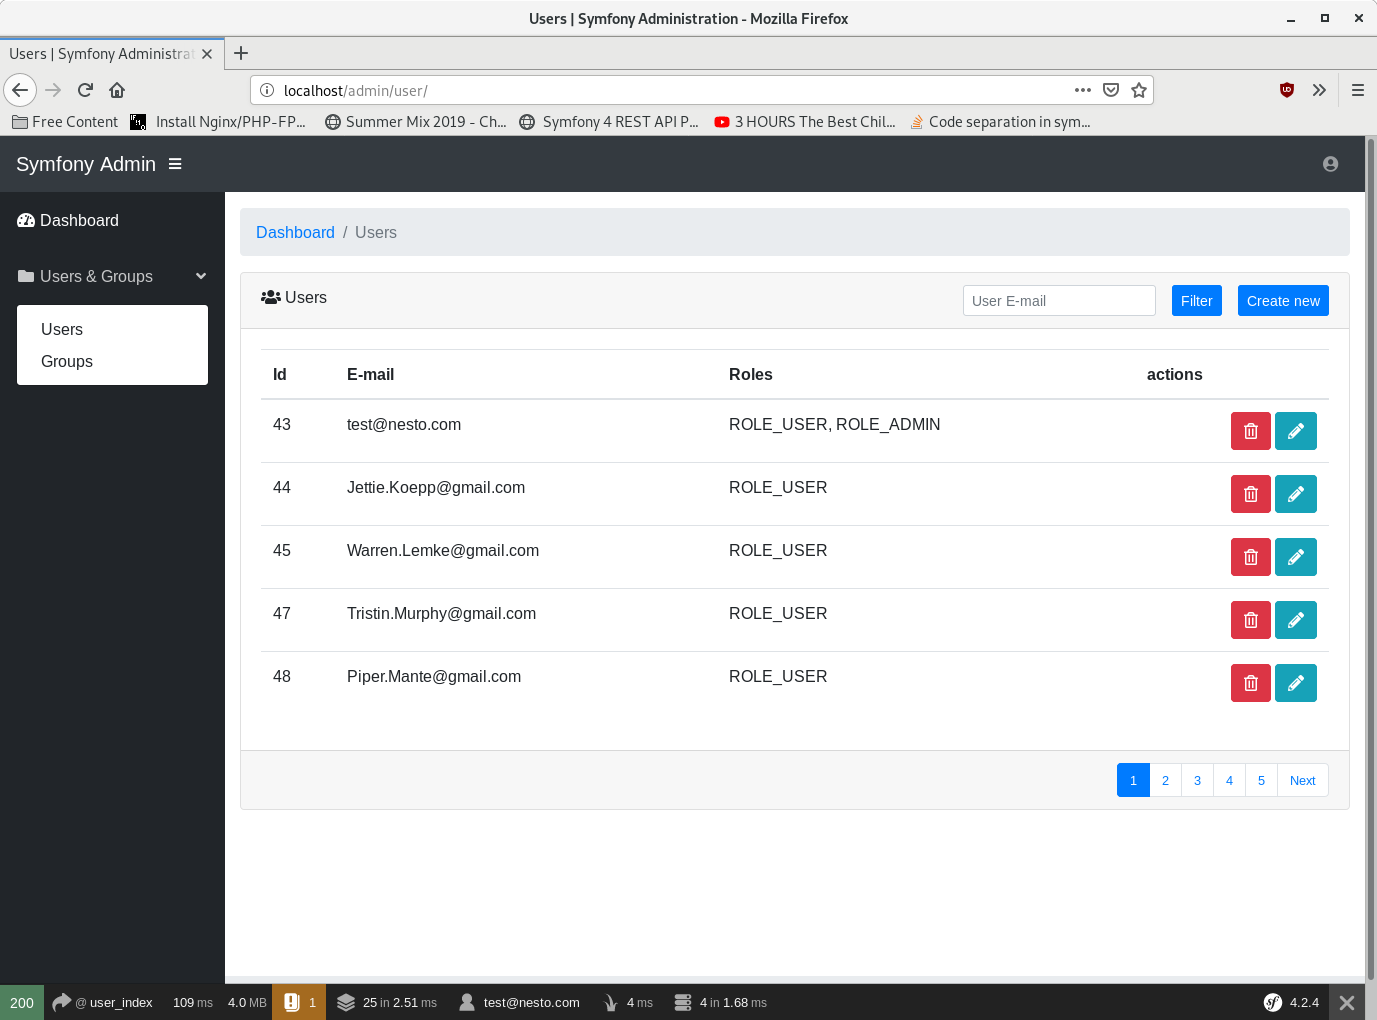 Users | Symfony Administration - Mozilla Firefox
Users | Symfony Administrat
localhost/admin/user/
Free Content Install Nginx/PHP-FP... Summer Mix 2019 - Ch... Symfony 4 REST API P... 3 HOURS The Best Chil... Code separation in sym...
Symfony Admin
Dashboard
Users & Groups
Users
Groups
Dashboard / Users
Users User E-mail Filter Create new
Id E-mail Roles actions
43 test@nesto.com ROLE_USER, ROLE_ADMIN
44 Jettie.Koepp@gmail.com ROLE_USER
45 Warren.Lemke@gmail.com ROLE_USER
47 Tristin.Murphy@gmail.com ROLE_USER
48 Piper.Mante@gmail.com ROLE_USER
1 2 3 4 5 Next
200 @ user_index 109 ms 4.0 MB 1 25 in 2.51 ms test@nesto.com 4 ms 4 in 1.68 ms sf 4.2.4